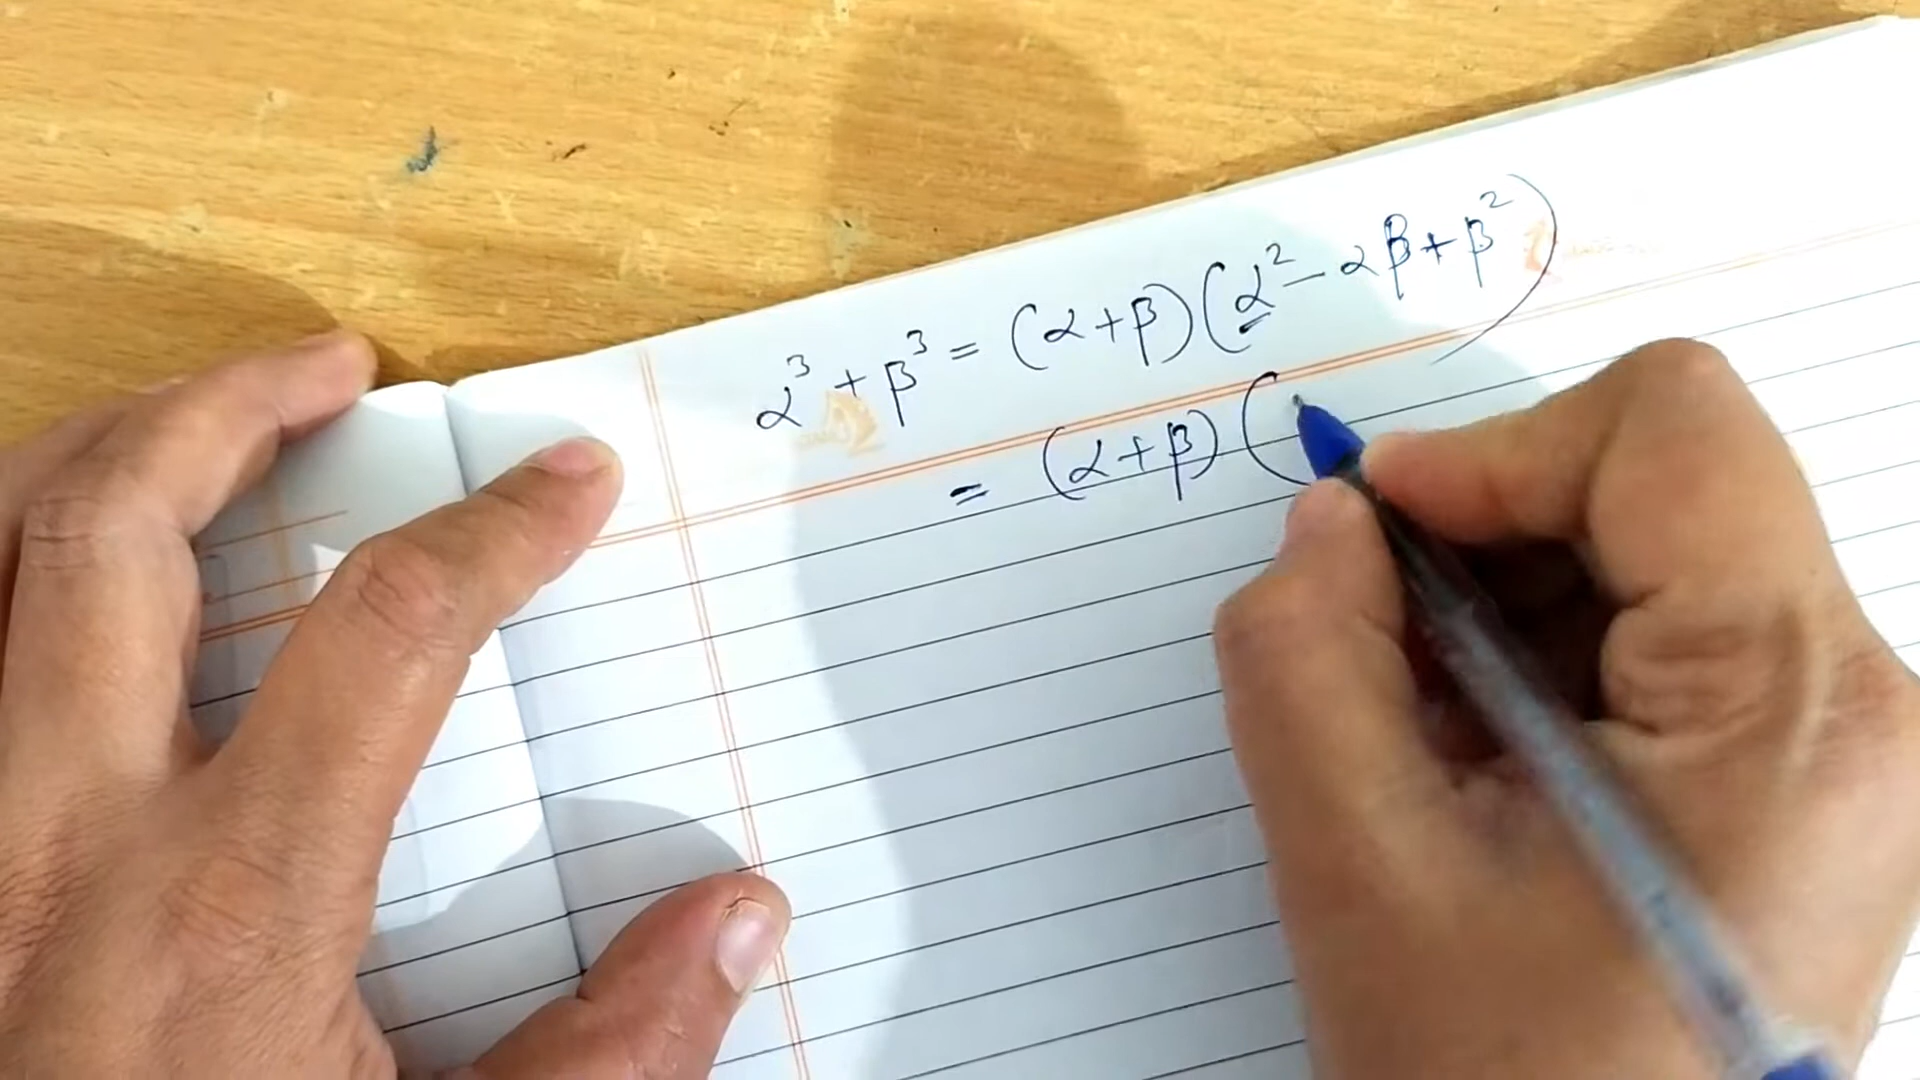 α³ + β³ = (α+β)(α² - αβ + β²)
= (α+β) (